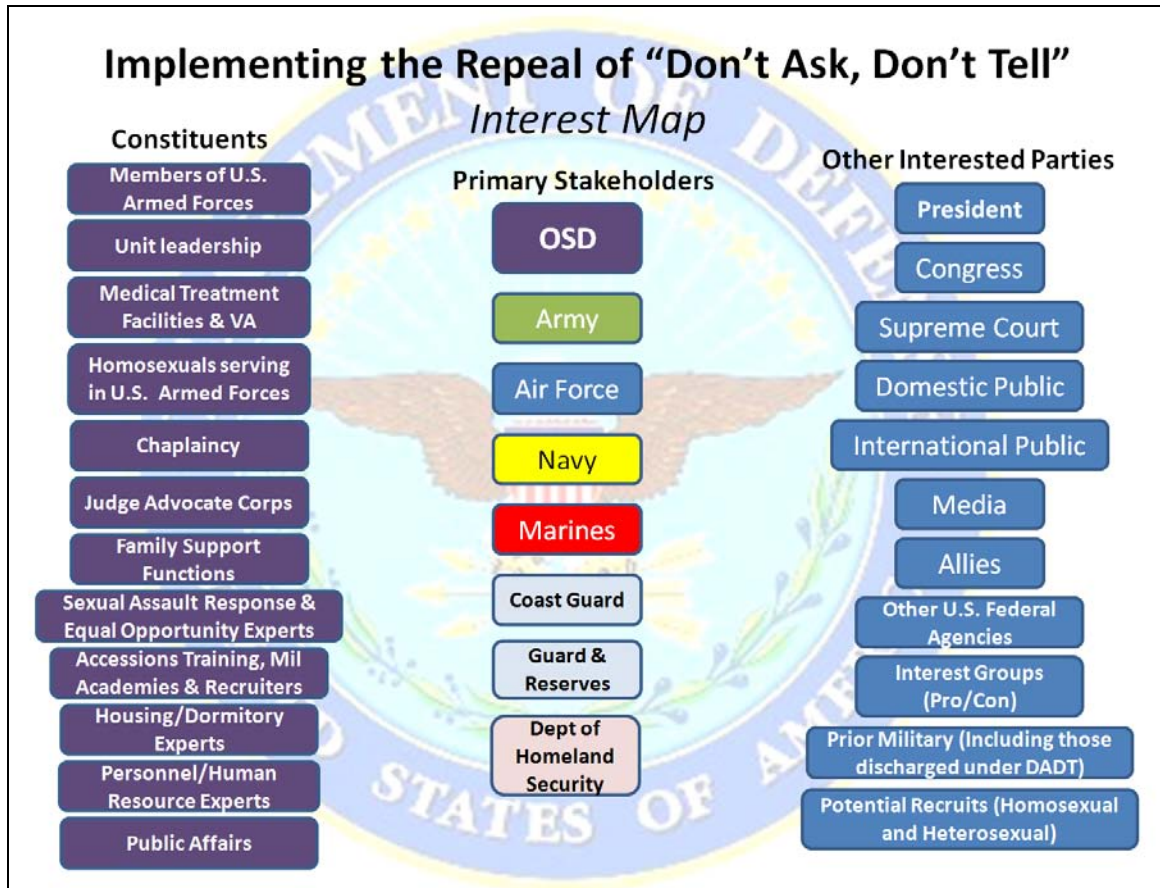 Implementing the Repeal of “Don’t Ask, Don’t Tell”
Interest Map
Constituents
Members of U.S.
Armed Forces
Unit leadership
Medical Treatment
Facilities & VA
Homosexuals serving
in U.S. Armed Forces
Chaplaincy
Judge Advocate Corps
Family Support
Functions
Sexual Assault Response &
Equal Opportunity Experts
Accessions Training, Mil
Academies & Recruiters
Housing/Dormitory
Experts
Personnel/Human
Resource Experts
Public Affairs
Primary Stakeholders
OSD
Army
Air Force
Navy
Marines
Coast Guard
Guard &
Reserves
Dept of
Homeland
Security
Other Interested Parties
President
Congress
Supreme Court
Domestic Public
International Public
Media
Allies
Other U.S. Federal
Agencies
Interest Groups
(Pro/Con)
Prior Military (Including those
discharged under DADT)
Potential Recruits (Homosexual
and Heterosexual)
STATES OF AMERICA